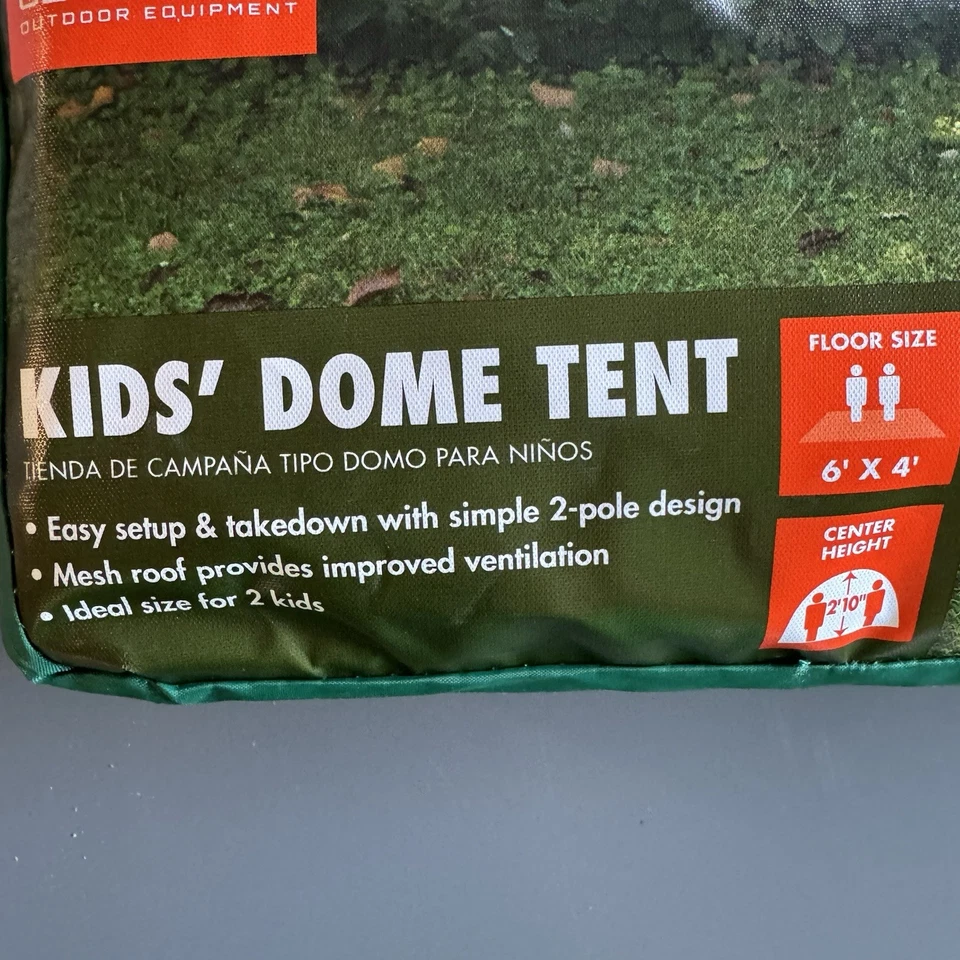 OUTDOOR EQUIPMENT
KIDS' DOME TENT
TIENDA DE CAMPAÑA TIPO DOMO PARA NIÑOS
• Easy setup & takedown with simple 2-pole design
• Mesh roof provides improved ventilation
• Ideal size for 2 kids
FLOOR SIZE
6' X 4'
CENTER
HEIGHT
2'10"